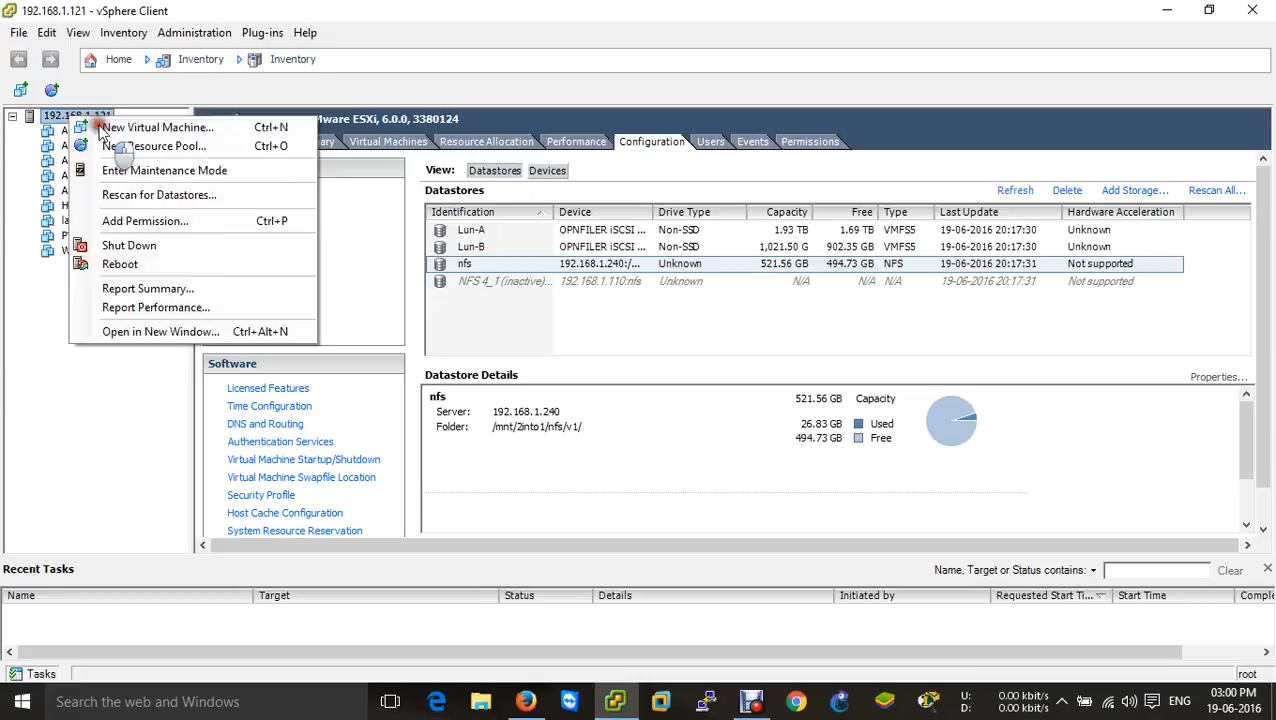 192.168.1.121 - vSphere Client
File Edit View Inventory Administration Plug-ins Help
Home Inventory Inventory
192.168.1.121
VMware ESXi, 6.0.0, 3380124
Virtual Machines Resource Allocation Performance Configuration Users Events Permissions
New Virtual Machine... Ctrl+N
Resource Pool... Ctrl+O
Enter Maintenance Mode
Rescan for Datastores...
Add Permission... Ctrl+P
Shut Down
Reboot
Report Summary...
Report Performance...
Open in New Window... Ctrl+Alt+N
View: Datastores Devices
Datastores
Refresh Delete Add Storage... Rescan All...
Identification Device Drive Type Capacity Free Type Last Update Hardware Acceleration
Lun-A OPNFILER iSCSI ... Non-SSD 1.93 TB 1.69 TB VMFS5 19-06-2016 20:17:30 Unknown
Lun-B OPNFILER iSCSI ... Non-SSD 1,021.50 G 902.35 GB VMFS5 19-06-2016 20:17:30 Unknown
nfs 192.168.1.240:/... Unknown 521.56 GB 494.73 GB NFS 19-06-2016 20:17:31 Not supported
NFS 4_1 (inactive)... 192.168.1.110:nfs Unknown N/A N/A 19-06-2016 20:17:31 Not supported
Software
Licensed Features
Time Configuration
DNS and Routing
Authentication Services
Virtual Machine Startup/Shutdown
Virtual Machine Swapfile Location
Security Profile
Host Cache Configuration
System Resource Reservation
Datastore Details
Properties...
nfs 521.56 GB Capacity
Server: 192.168.1.240
Folder: /mnt/2into1/nfs/v1/
26.83 GB Used
494.73 GB Free
Recent Tasks
Name, Target or Status contains: Clear
Name Target Status Details Initiated by Requested Start Ti... Start Time Comple
Tasks
root
Search the web and Windows
U: 0.00 kbit/s
D: 0.00 kbit/s
ENG
03:00 PM
19-06-2016